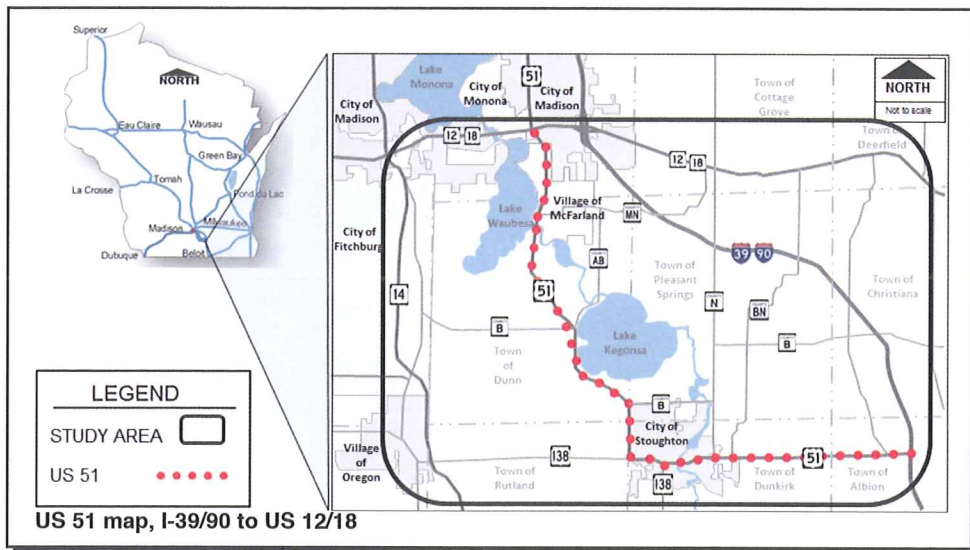 Superior
NORTH
Eau Claire
Wausau
Green Bay
Tomah
La Crosse
Fond du Lac
Madison
Milwaukee
Dubuque
Beloit
LEGEND
STUDY AREA
US 51
US 51 map, I-39/90 to US 12/18
Lake
Monona
City of
Monona
51
City of
Madison
Town of
Cottage
Grove
NORTH
Not to scale
City of
Madison
12 18
Town of
Deerfield
12 18
Lake
Waubesa
Village of
McFarland
MN
City of
Fitchburg
AB
39 90
14
51
Town of
Pleasant
Springs
N
BN
Town of
Christiana
B
Lake
Kegonsa
B
Town
of
Dunn
B
City of
Stoughton
Village
of
Oregon
138
Town of
Rutland
138
51
Town of
Dunkirk
Town of
Albion